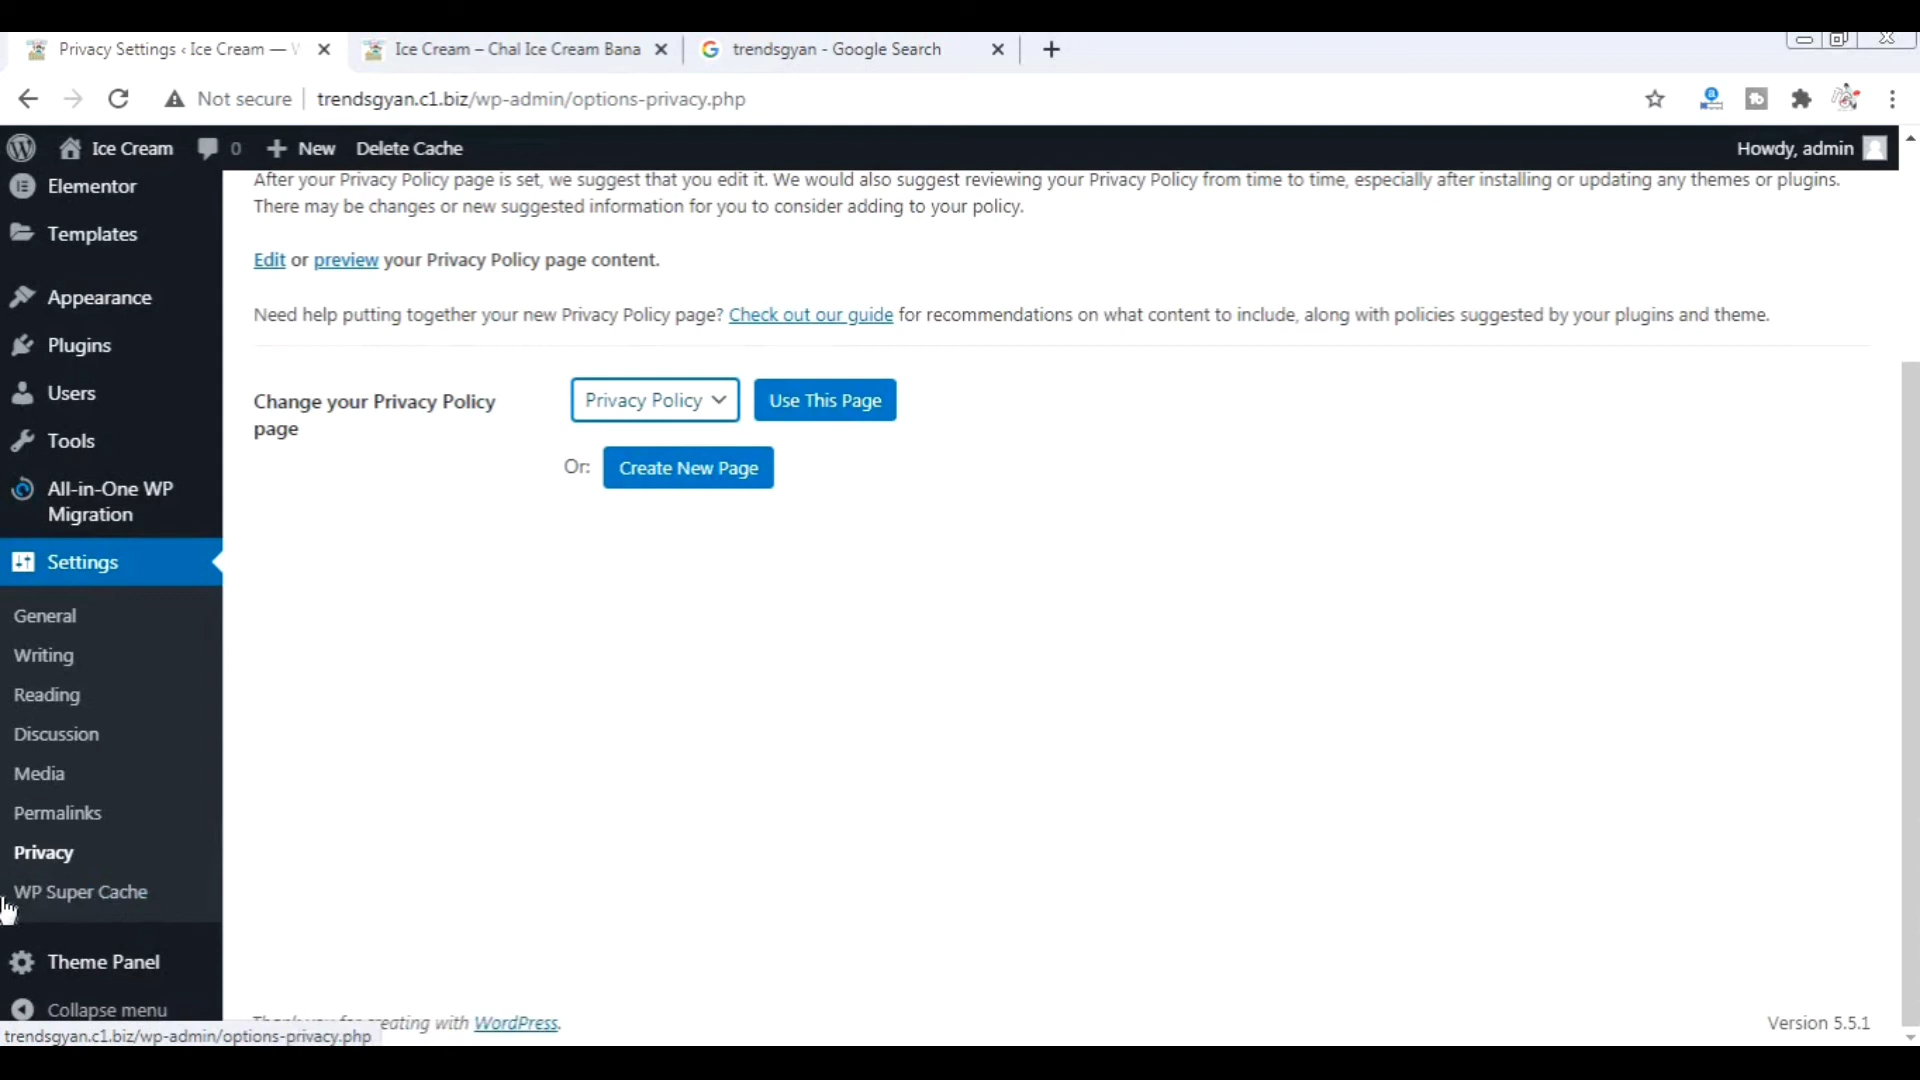 Privacy Settings ‹ Ice Cream —
Ice Cream – Chal Ice Cream Bana
trendsgyan - Google Search
Not secure
trendsgyan.c1.biz/wp-admin/options-privacy.php
Ice Cream
0
New
Delete Cache
Howdy, admin
Elementor
Templates
Appearance
Plugins
Users
Tools
All-in-One WP
Migration
Settings
General
Writing
Reading
Discussion
Media
Permalinks
Privacy
WP Super Cache
Theme Panel
Collapse menu
After your Privacy Policy page is set, we suggest that you edit it. We would also suggest reviewing your Privacy Policy from time to time, especially after installing or updating any themes or plugins.
There may be changes or new suggested information for you to consider adding to your policy.
Edit or preview your Privacy Policy page content.
Need help putting together your new Privacy Policy page? Check out our guide for recommendations on what content to include, along with policies suggested by your plugins and theme.
Change your Privacy Policy
page
Privacy Policy
Use This Page
Or:
Create New Page
with WordPress.
Version 5.5.1
trendsgyan.c1.biz/wp-admin/options-privacy.php